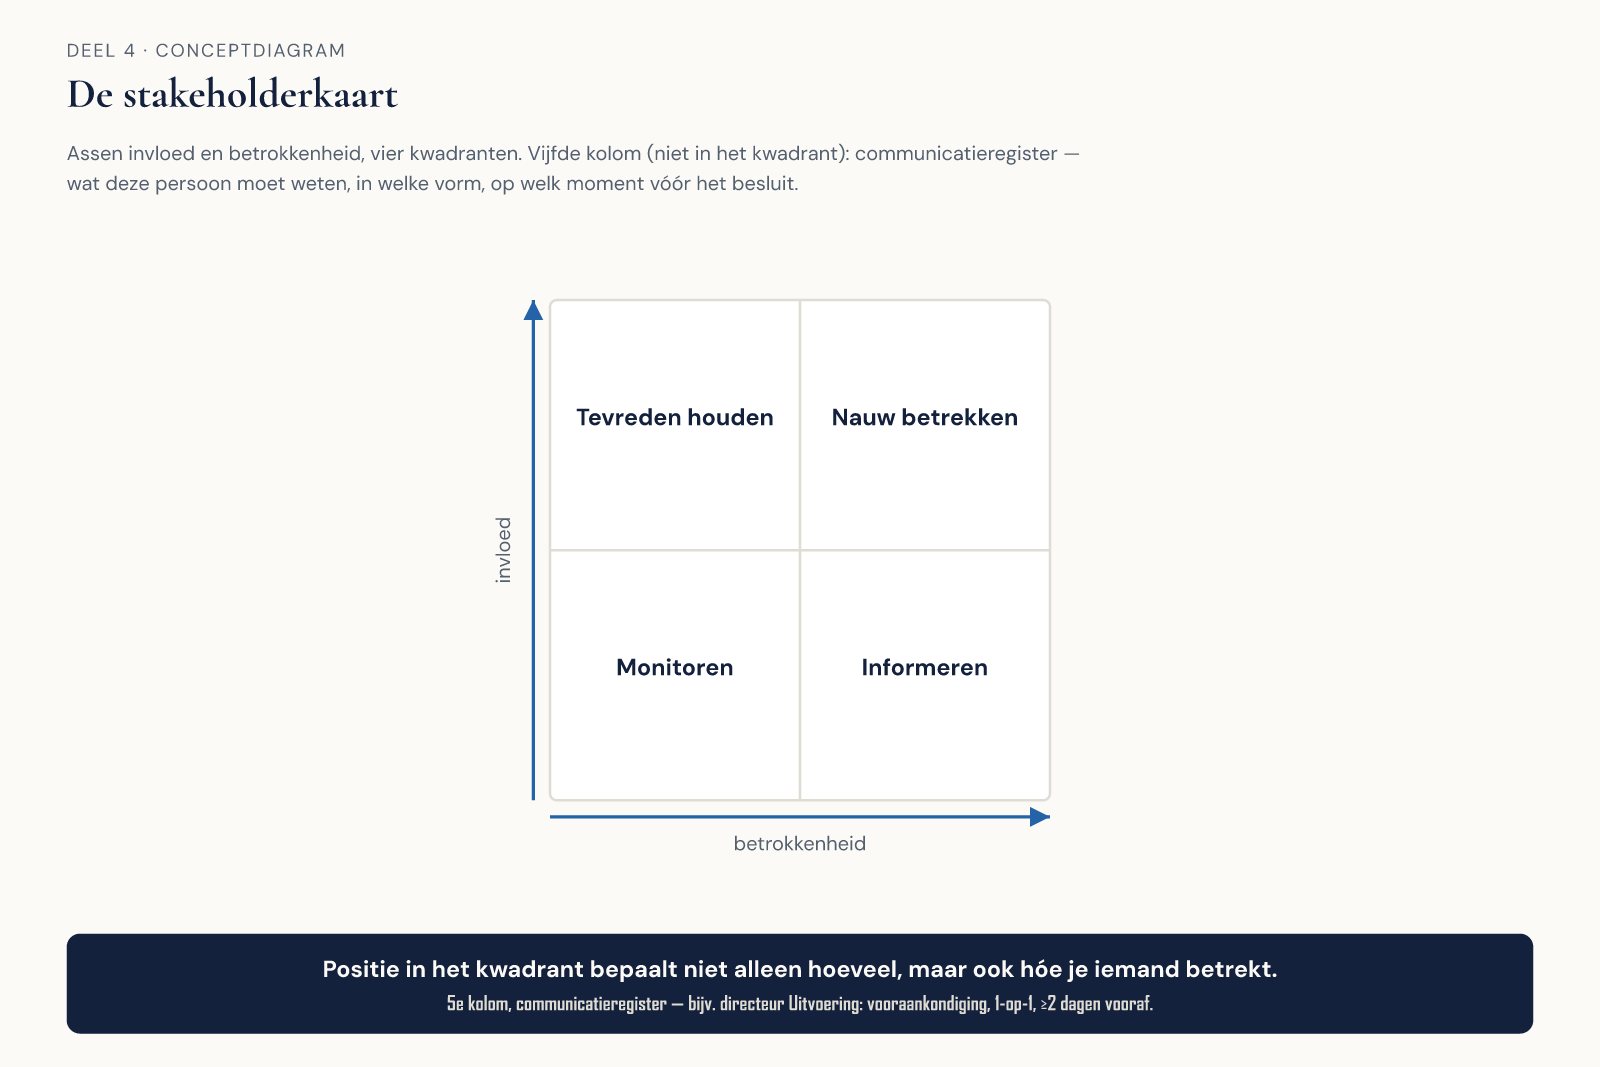 DEEL 4 · CONCEPTDIAGRAM
De stakeholderkaart
Assen invloed en betrokkenheid, vier kwadranten. Vijfde kolom (niet in het kwadrant): communicatieregister —
wat deze persoon moet weten, in welke vorm, op welk moment vóór het besluit.
Tevreden houden
Nauw betrekken
invloed
Monitoren
Informeren
betrokkenheid
Positie in het kwadrant bepaalt niet alleen hoeveel, maar ook hóe je iemand betrekt.
5e kolom, communicatieregister — bijv. directeur Uitvoering: vooraankondiging, 1-op-1, ≥2 dagen vooraf.